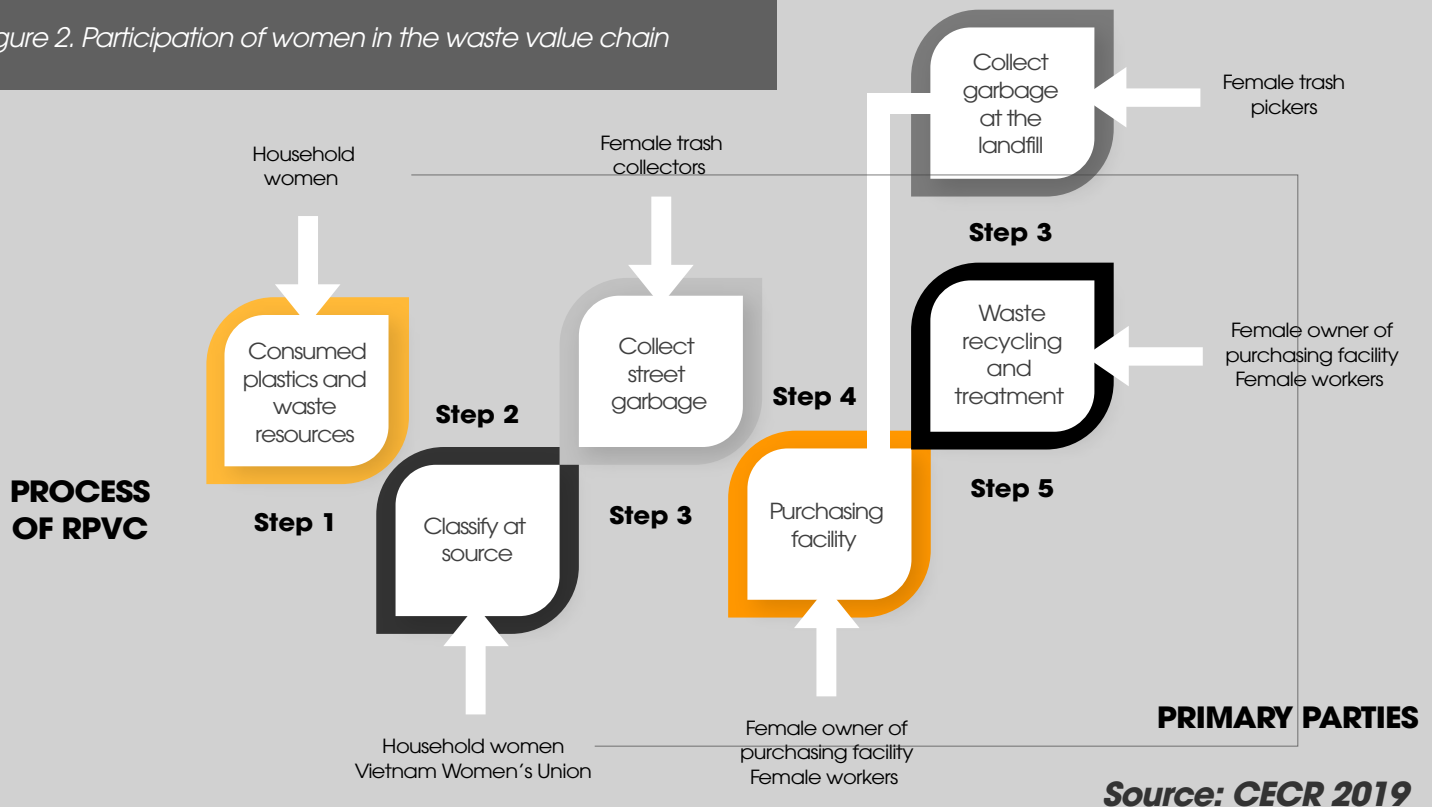 gure 2. Participation of women in the waste value chain
Collect
garbage
at the
landfill
Female trash
pickers
Household
women
Female trash
collectors
Step 3
Consumed
plastics and
waste
resources
Step 2
Collect
street
garbage
Step 4
Waste
recycling
and
treatment
Female owner of
purchasing facility
Female workers
PROCESS
OF RPVC
Step 1
Classify at
source
Step 3
Purchasing
facility
Step 5
Household women
Vietnam Women's Union
Female owner of
purchasing facility
Female workers
PRIMARY PARTIES
Source: CECR 2019